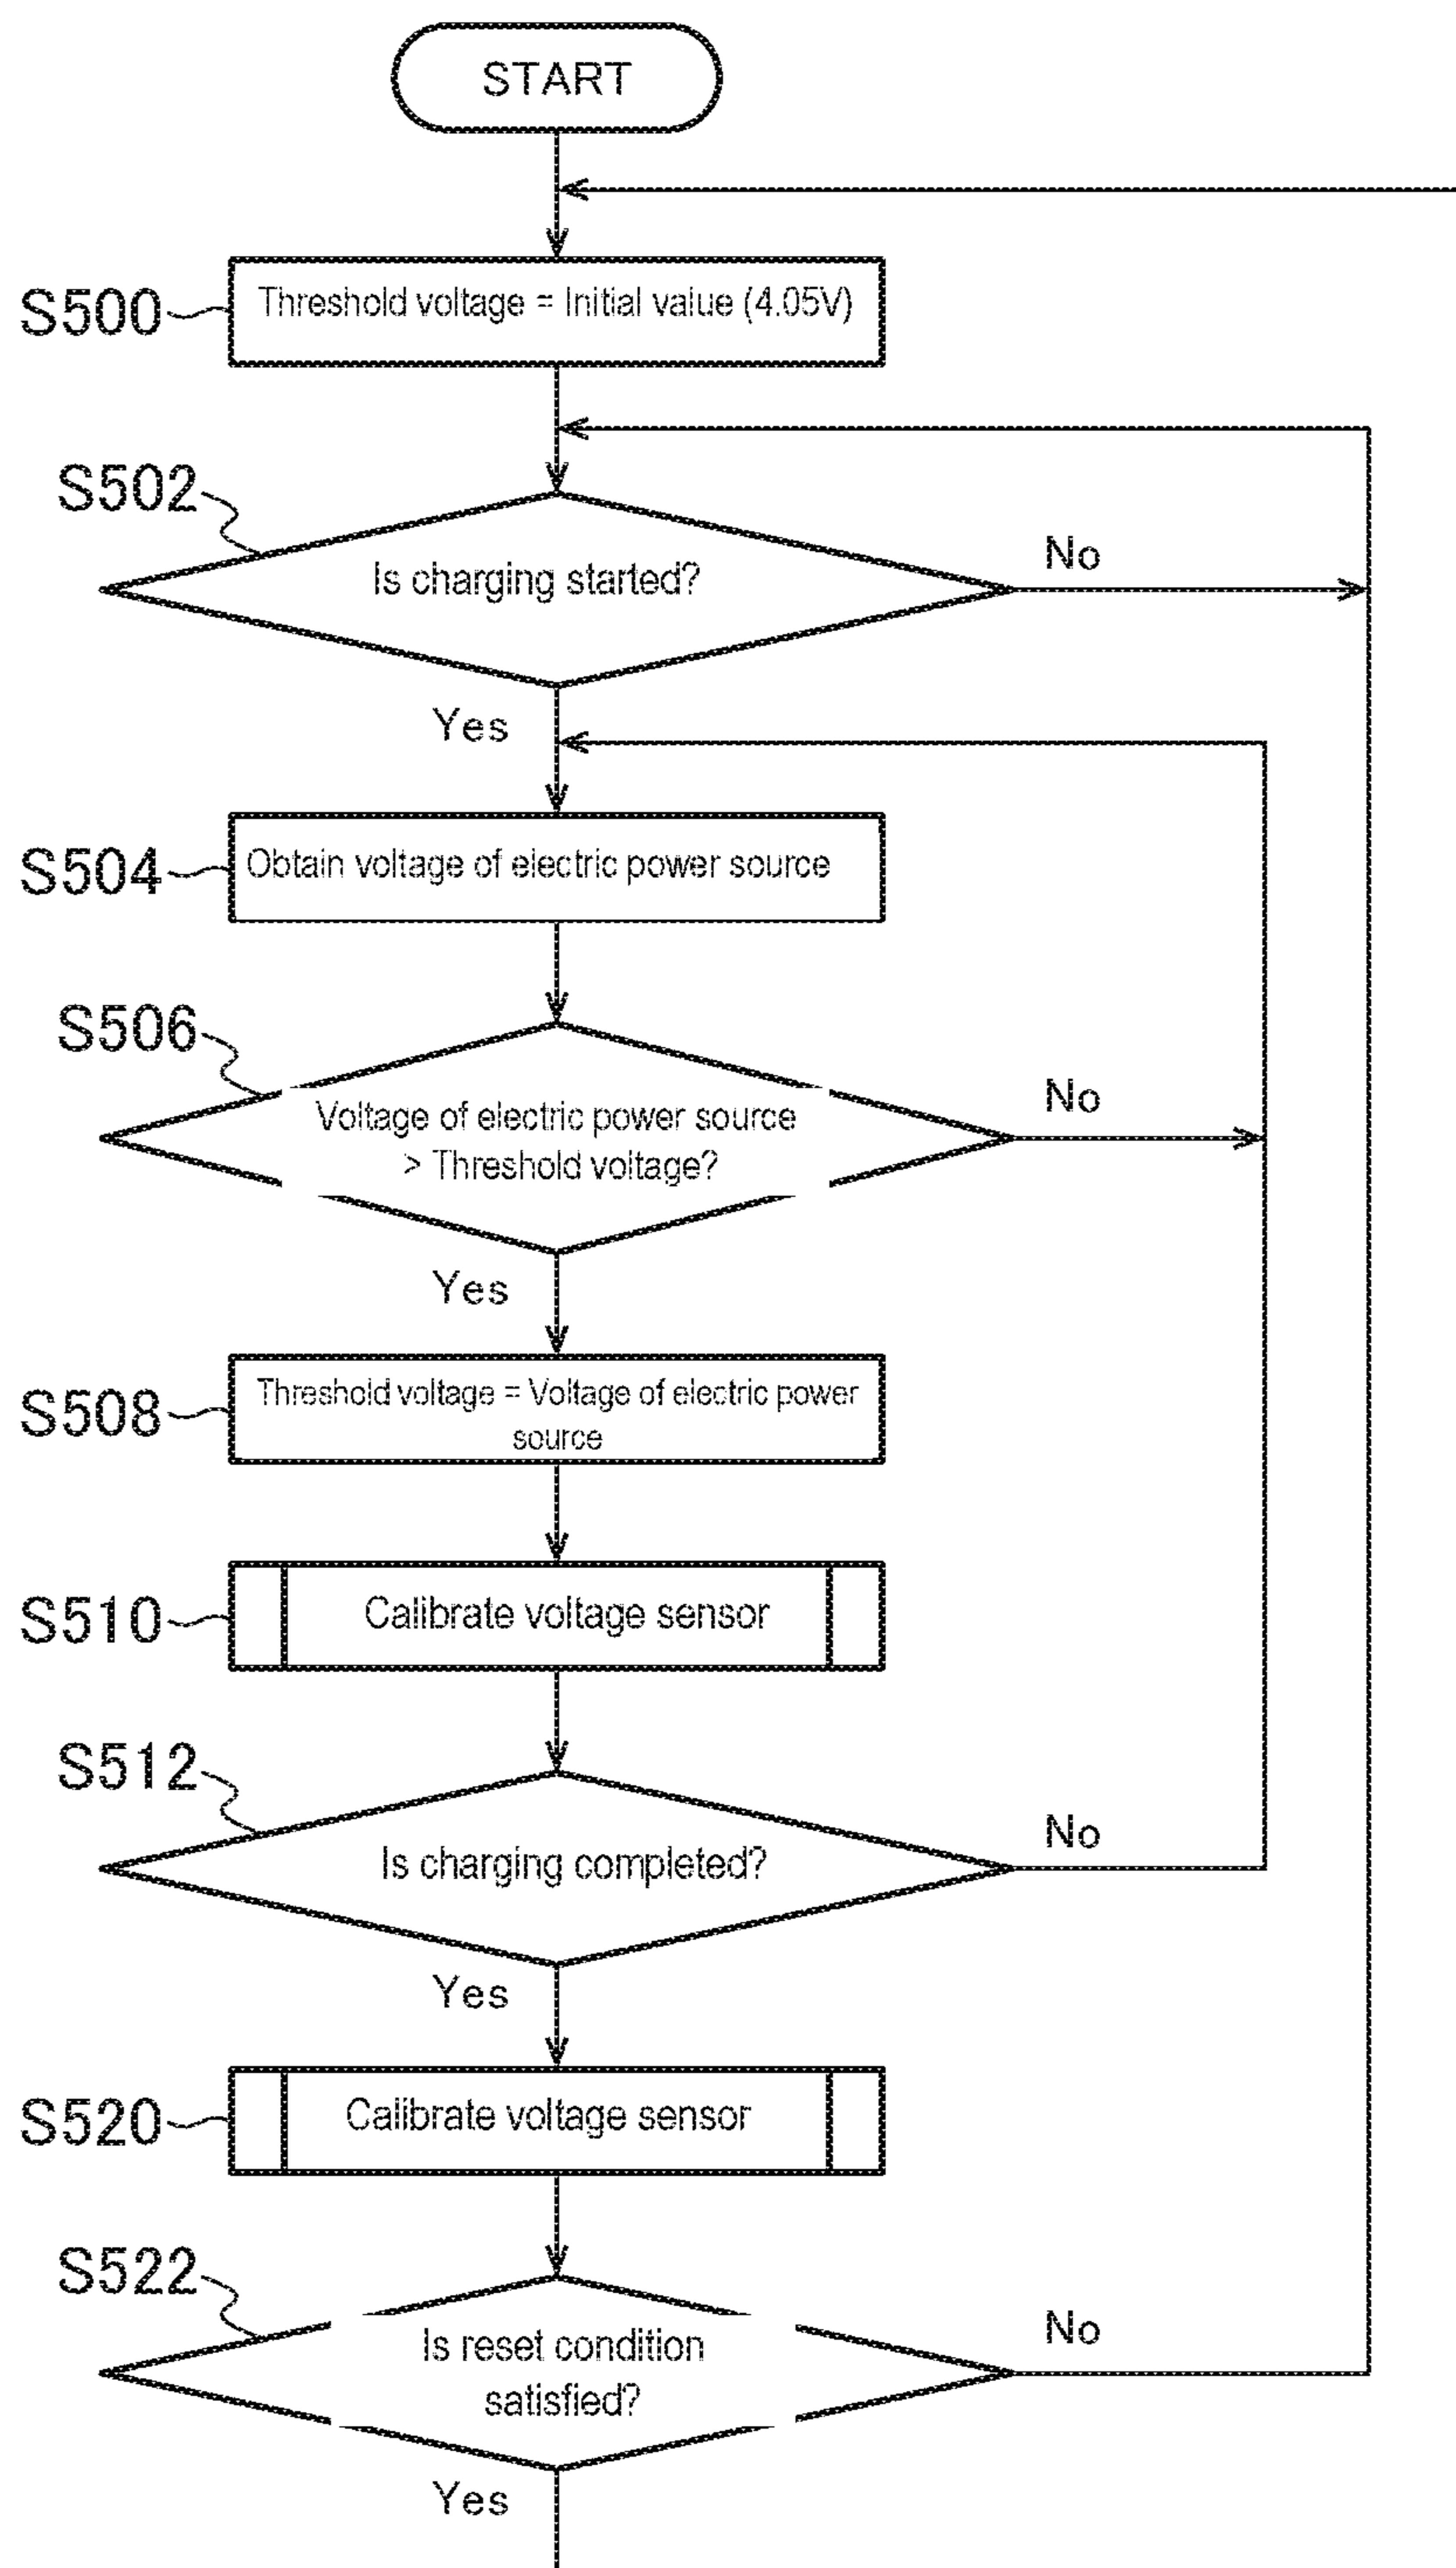 START
S500
Threshold voltage = Initial value (4.05V)
S502
Is charging started?
No
Yes
S504
Obtain voltage of electric power source
S506
Voltage of electric power source
> Threshold voltage?
No
Yes
S508
Threshold voltage = Voltage of electric power
source
S510
Calibrate voltage sensor
S512
Is charging completed?
No
Yes
S520
Calibrate voltage sensor
S522
Is reset condition
satisfied?
No
Yes